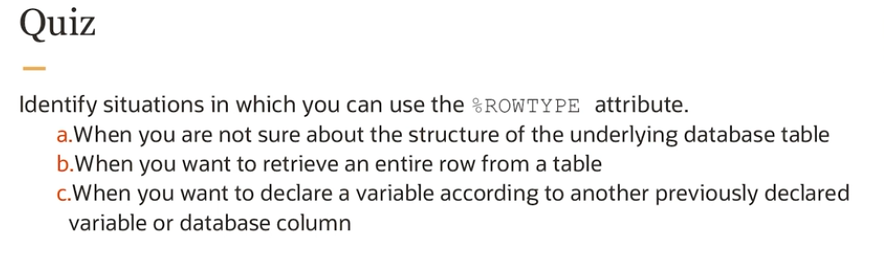 Quiz
Identify situations in which you can use the %ROWTYPE attribute.
a.When you are not sure about the structure of the underlying database table
b.When you want to retrieve an entire row from a table
c.When you want to declare a variable according to another previously declared
variable or database column